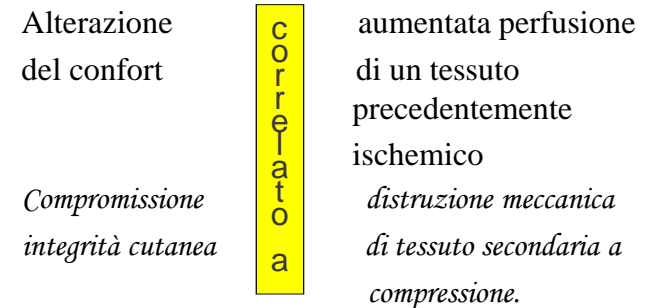 Alterazione
del confort
correlato a
aumentata perfusione
di un tessuto
precedentemente
ischemico
Compromissione
integrità cutanea
distruzione meccanica
di tessuto secondaria a
compressione.